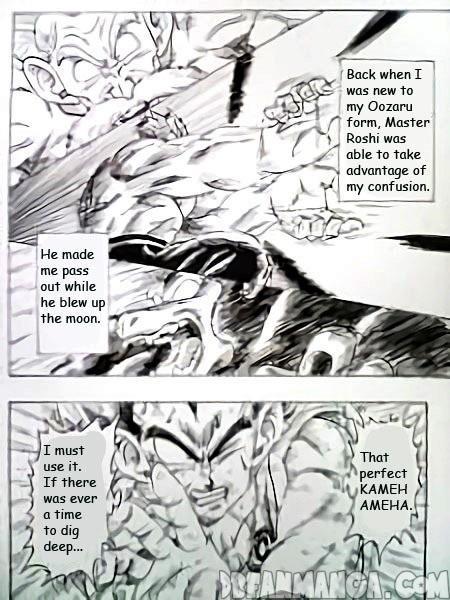 Back when I
was new to
my Oozaru
form, Master
Roshi was
able to take
advantage of
my confusion.
He made
me pass
out while
he blew up
the moon.
I must
use it.
If there
was ever
a time
to dig
deep...
That
perfect
KAMEH
AMEHA.
DBFANMANGA.COM